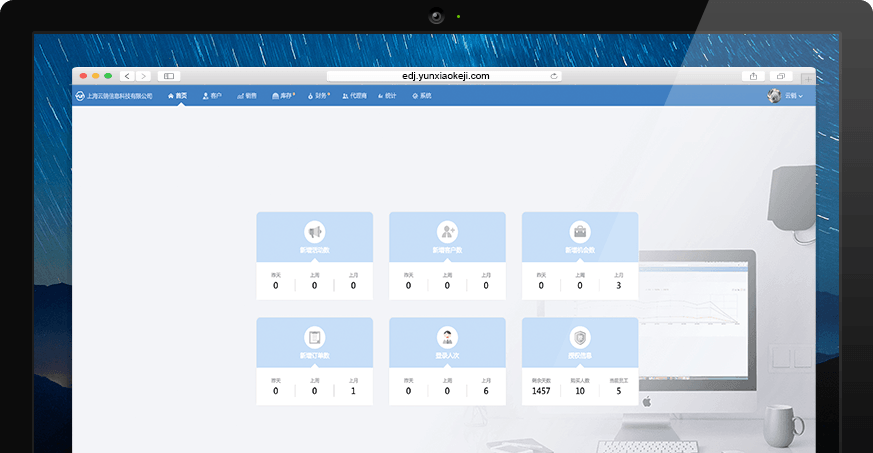 edj.yunxiaokeji.com
上海云销信息科技有限公司 首页 客户 销售 库存 财务 代理商 统计 系统 云销
新增活动数 新增客户数 新增机会数
昨天 上周 上月 昨天 上周 上月 昨天 上周 上月
0 0 0 0 0 0 0 0 3
新增订单数 登录人次 授权信息
昨天 上周 上月 昨天 上周 上月 剩余天数 购买人数 当前员工
0 0 1 0 0 6 1457 10 5